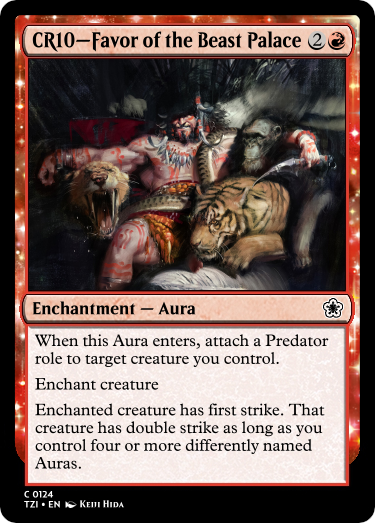 CR10—Favor of the Beast Palace 2
Enchantment — Aura
When this Aura enters, attach a Predator
role to target creature you control.
Enchant creature
Enchanted creature has first strike. That
creature has double strike as long as you
control four or more differently named
Auras.
C 0124
TZI • EN Keiji Hida